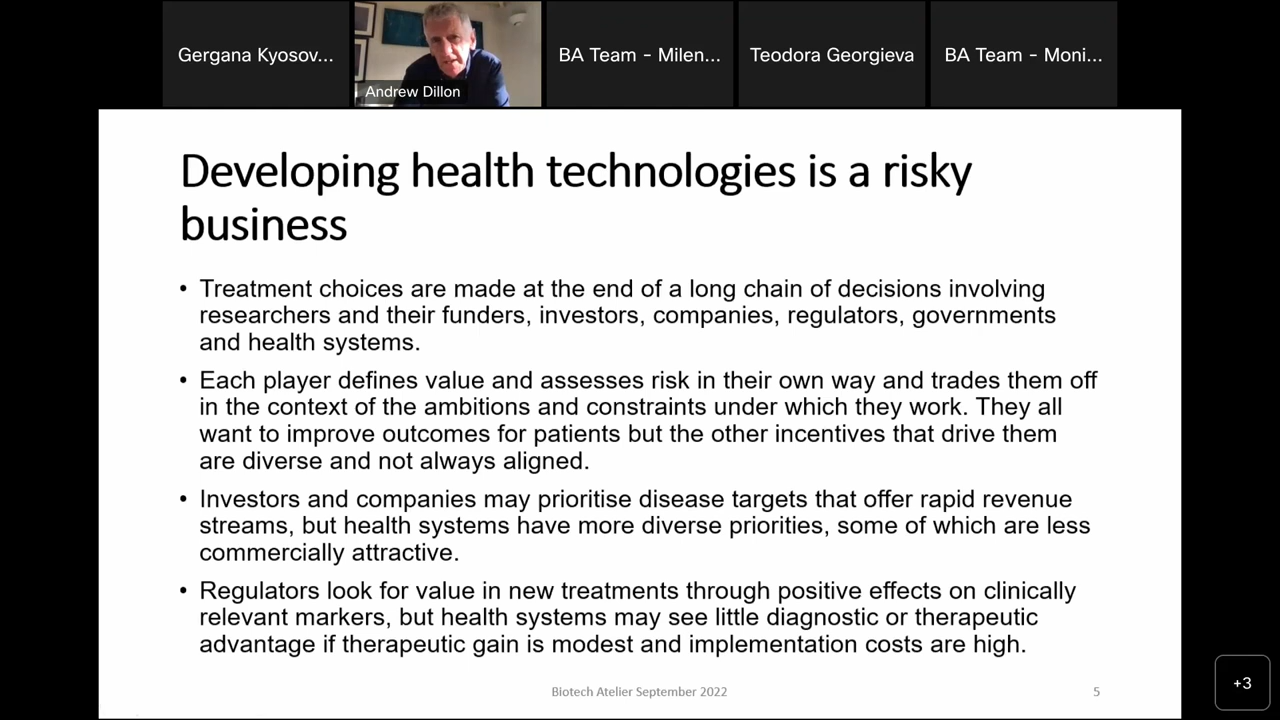 Gergana Kyosov...
Andrew Dillon
BA Team - Milen...
Teodora Georgieva
BA Team - Moni...
Developing health technologies is a risky
business
• Treatment choices are made at the end of a long chain of decisions involving
researchers and their funders, investors, companies, regulators, governments
and health systems.
• Each player defines value and assesses risk in their own way and trades them off
in the context of the ambitions and constraints under which they work. They all
want to improve outcomes for patients but the other incentives that drive them
are diverse and not always aligned.
• Investors and companies may prioritise disease targets that offer rapid revenue
streams, but health systems have more diverse priorities, some of which are less
commercially attractive.
• Regulators look for value in new treatments through positive effects on clinically
relevant markers, but health systems may see little diagnostic or therapeutic
advantage if therapeutic gain is modest and implementation costs are high.
Biotech Atelier September 2022
5
+3